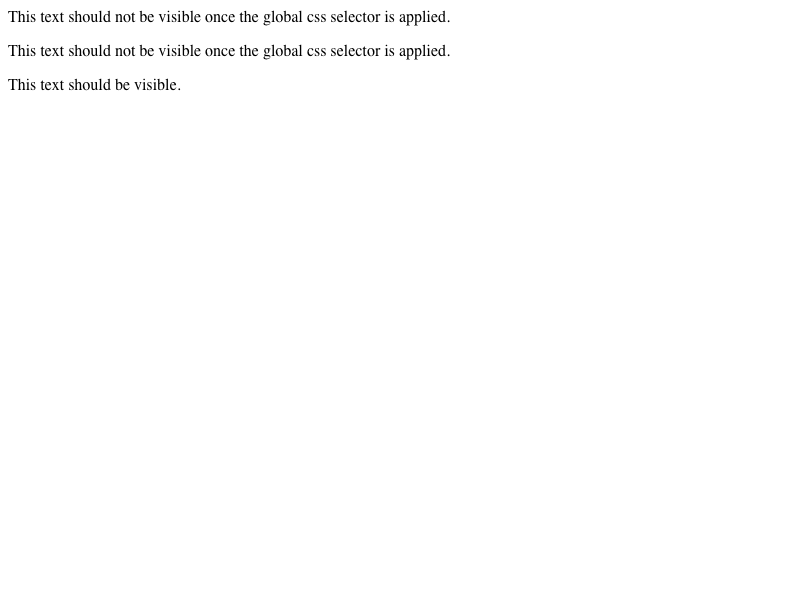 This text should not be visible once the global css selector is applied.
This text should not be visible once the global css selector is applied.
This text should be visible.